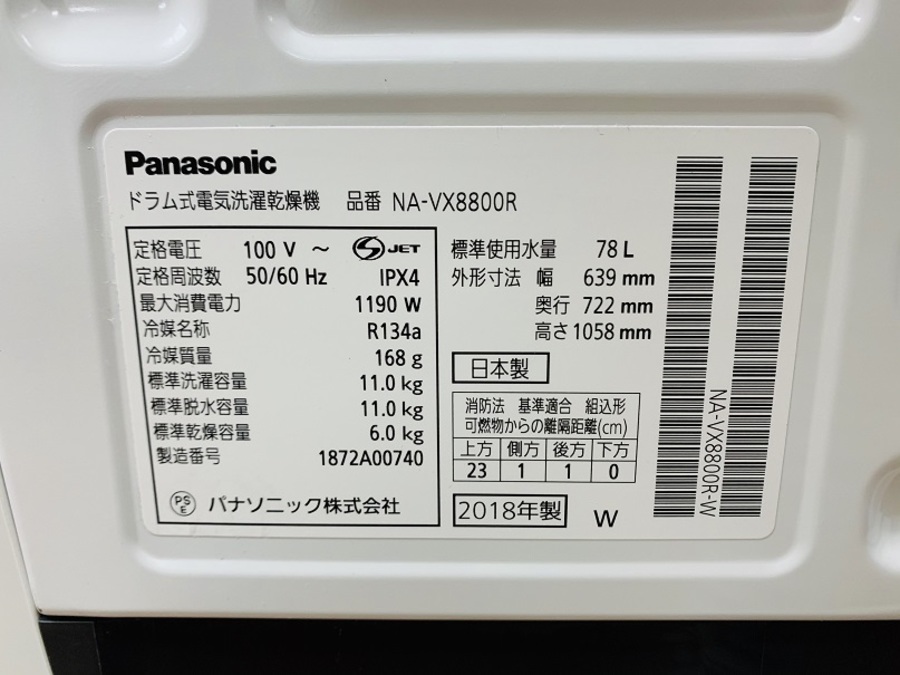 Panasonic
ドラム式電気洗濯乾燥機 品番 NA-VX8800R
定格電圧 100 V ～ S JET
定格周波数 50/60 Hz IPX4
最大消費電力 1190 W
冷媒名称 R134a
冷媒質量 168 g
標準洗濯容量 11.0 kg
標準脱水容量 11.0 kg
標準乾燥容量 6.0 kg
製造番号 1872A00740
PS E パナソニック株式会社
標準使用水量 78 L
外形寸法 幅 639 mm
奥行 722 mm
高さ 1058 mm
日本製
消防法 基準適合 組込形
可燃物からの離隔距離(cm)
上方 側方 後方 下方
23 1 1 0
2018年製 W
NA-VX8800R-W